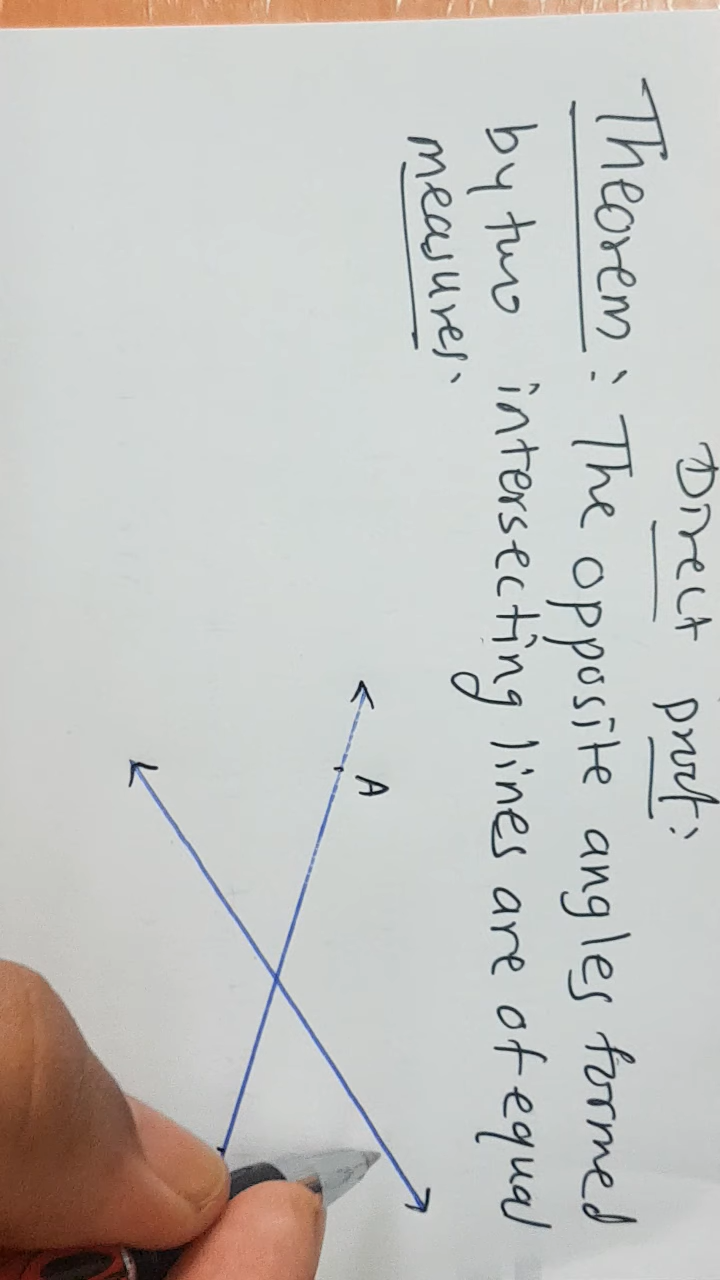 Direct proof:
Theorem: The opposite angles formed
by two intersecting lines are of equal
measures.
A